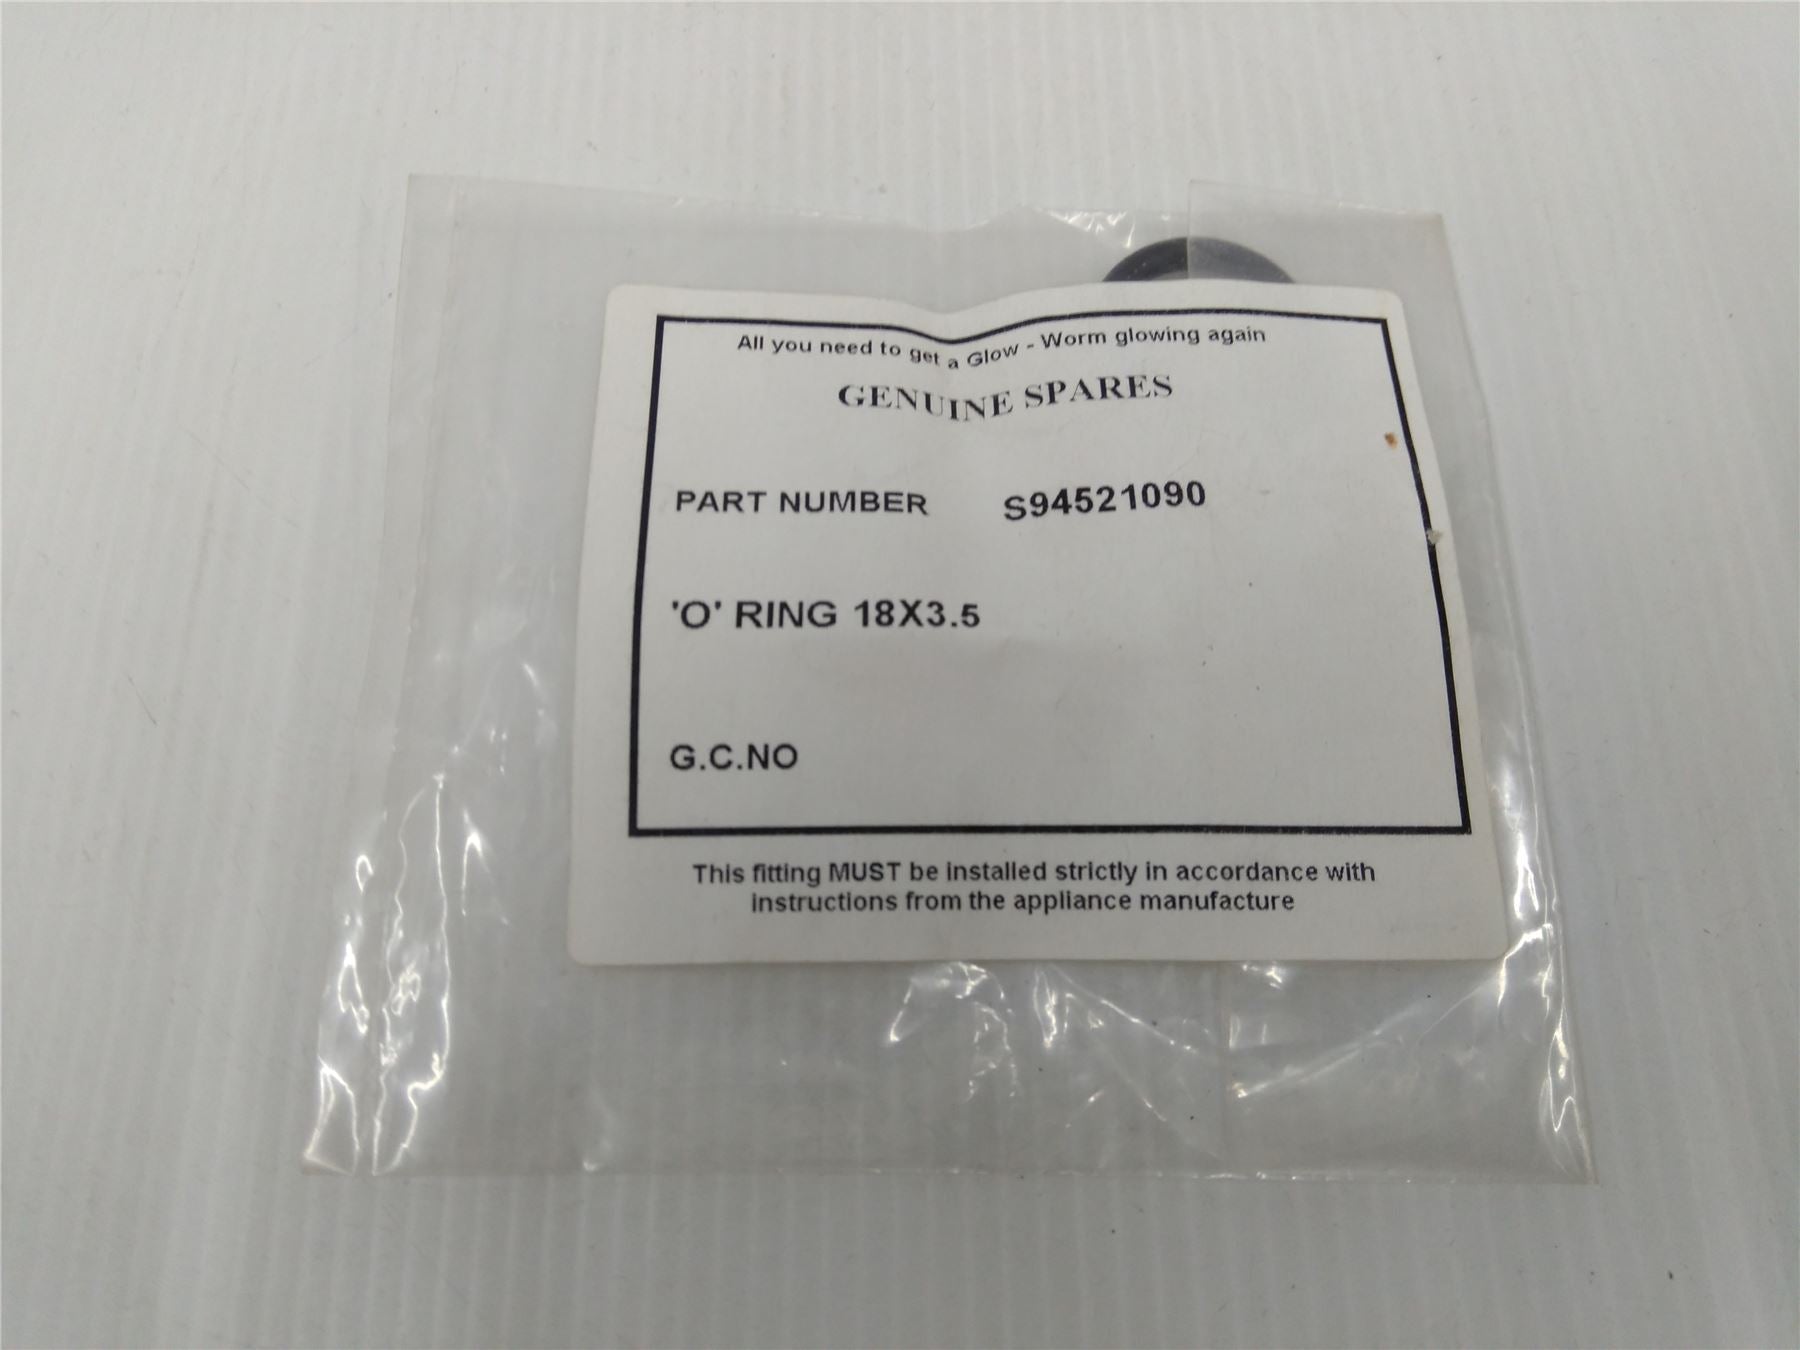 All you need to get a Glow - Worm glowing again
GENUINE SPARES
PART NUMBER S94521090
'O' RING 18X3.5
G.C.NO
This fitting MUST be installed strictly in accordance with
instructions from the appliance manufacture